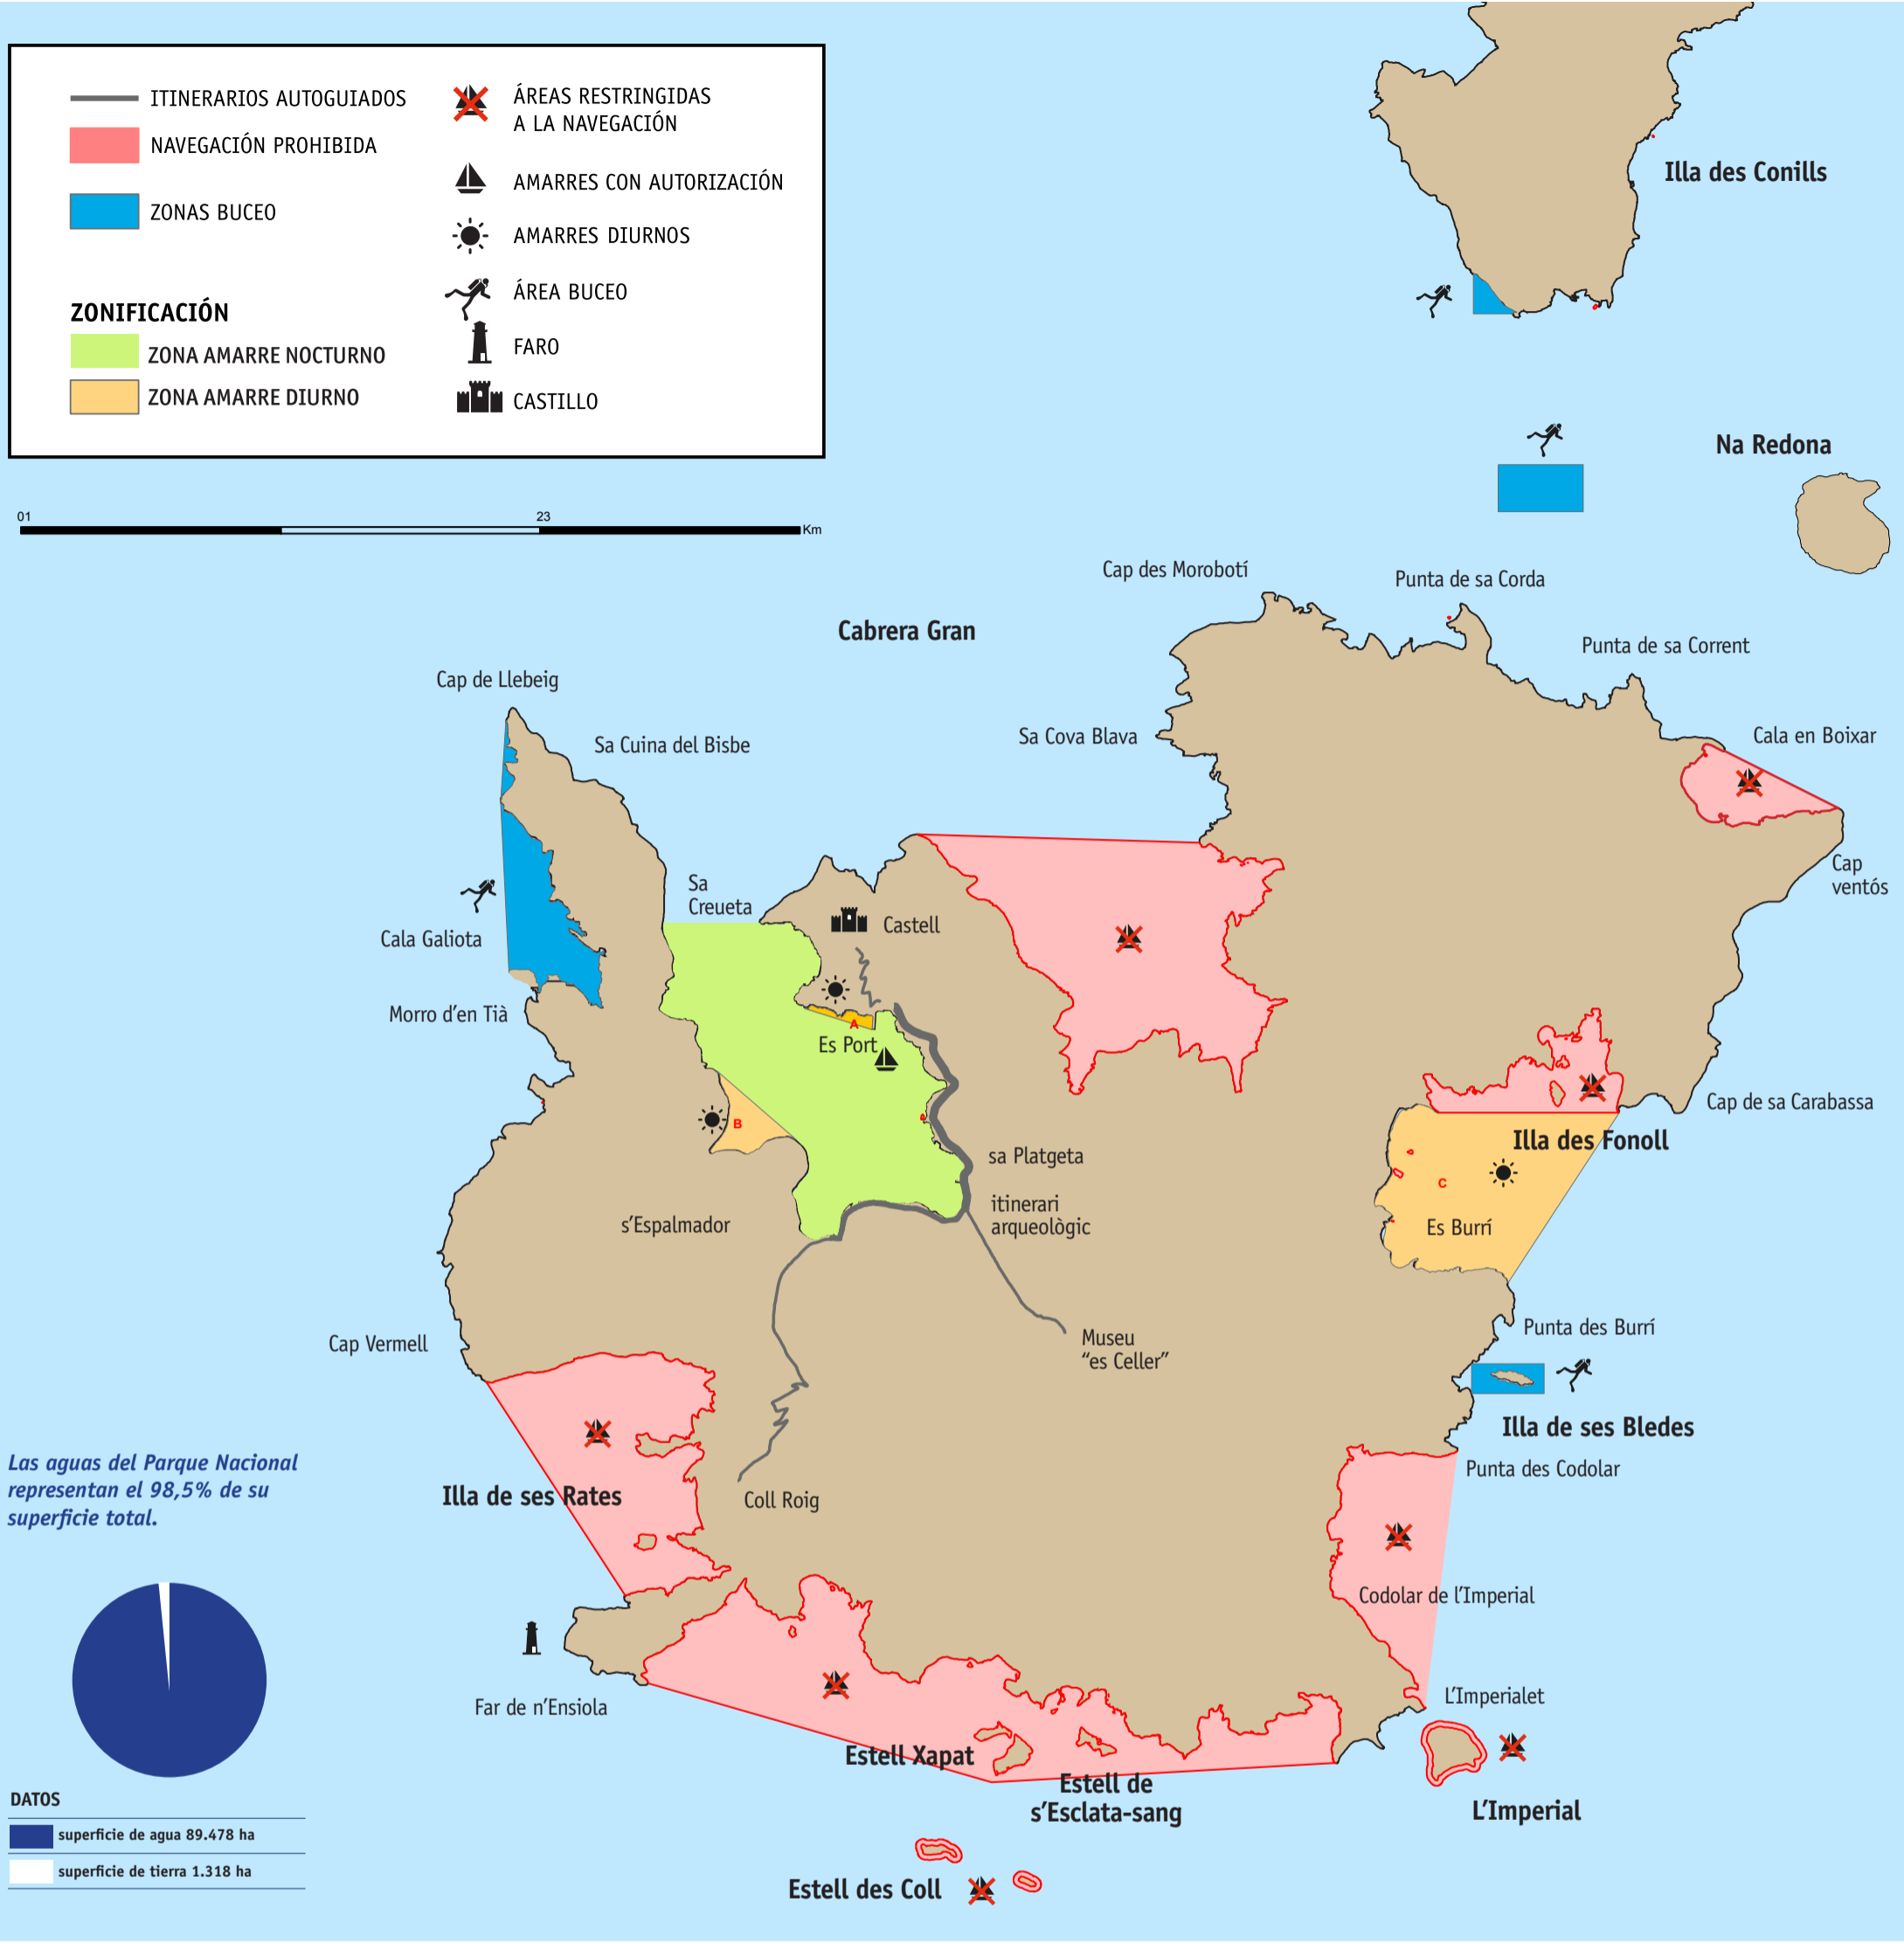 ITINERARIOS AUTOGUIADOS
NAVEGACIÓN PROHIBIDA
ZONAS BUCEO
ZONIFICACIÓN
ZONA AMARRE NOCTURNO
ZONA AMARRE DIURNO
ÁREAS RESTRINGIDAS
A LA NAVEGACIÓN
AMARRES CON AUTORIZACIÓN
AMARRES DIURNOS
ÁREA BUCEO
FARO
CASTILLO
01
23
Km
Illa des Conills
Na Redona
Cap des Morobotí
Punta de sa Corda
Cabrera Gran
Punta de sa Corrent
Cap de Llebeig
Sa Cuina del Bisbe
Sa Cova Blava
Cala en Boixar
Cap
ventós
Sa
Creueta
Castell
Cala Galiota
Morro d'en Tià
A
Es Port
B
Cap de sa Carabassa
Illa des Fonoll
sa Platgeta
C
itinerari
arqueològic
s'Espalmador
Es Burrí
Cap Vermell
Museu
"es Celler"
Punta des Burrí
Illa de ses Bledes
Punta des Codolar
Illa de ses Rates
Coll Roig
Codolar de l'Imperial
Far de n'Ensiola
L'Imperialet
Estell Xapat
Estell de
s'Esclata-sang
L'Imperial
Estell des Coll
Las aguas del Parque Nacional
representan el 98,5% de su
superficie total.
DATOS
superficie de agua 89.478 ha
superficie de tierra 1.318 ha